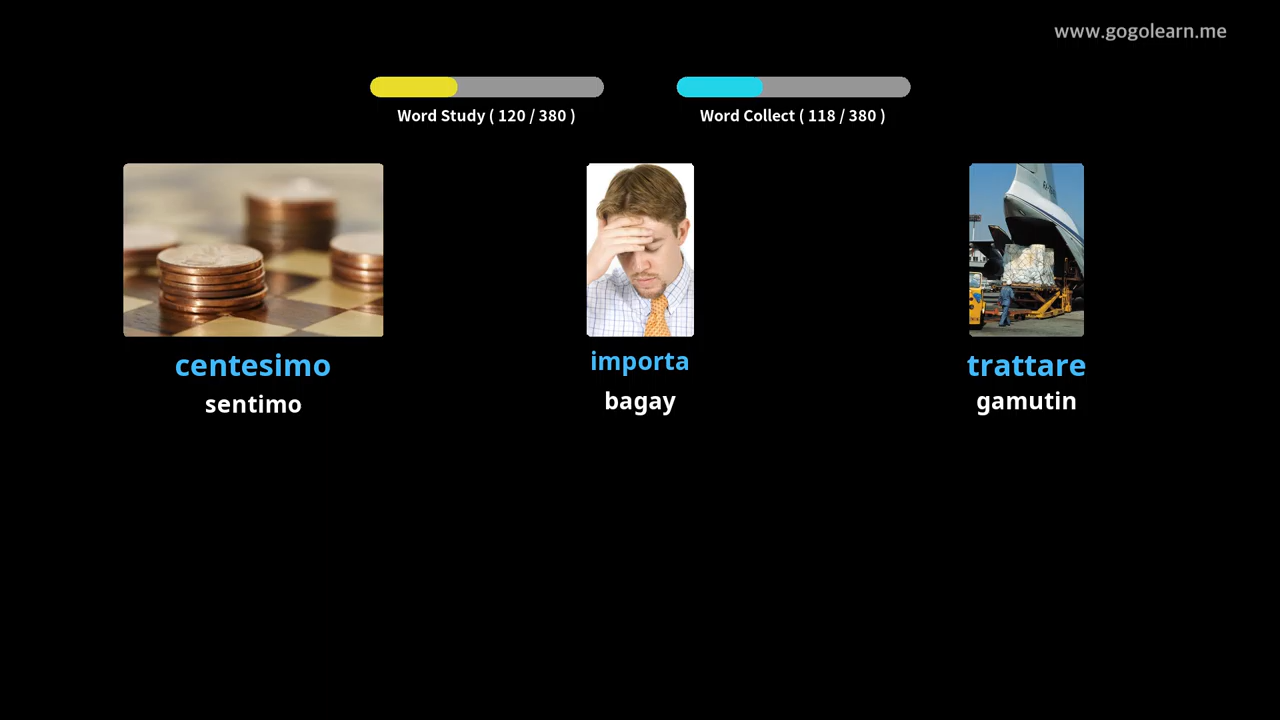 www.gogolearn.me
Word Study ( 120 / 380 )
Word Collect ( 118 / 380 )
centesimo
importa
trattare
sentimo
bagay
gamutin